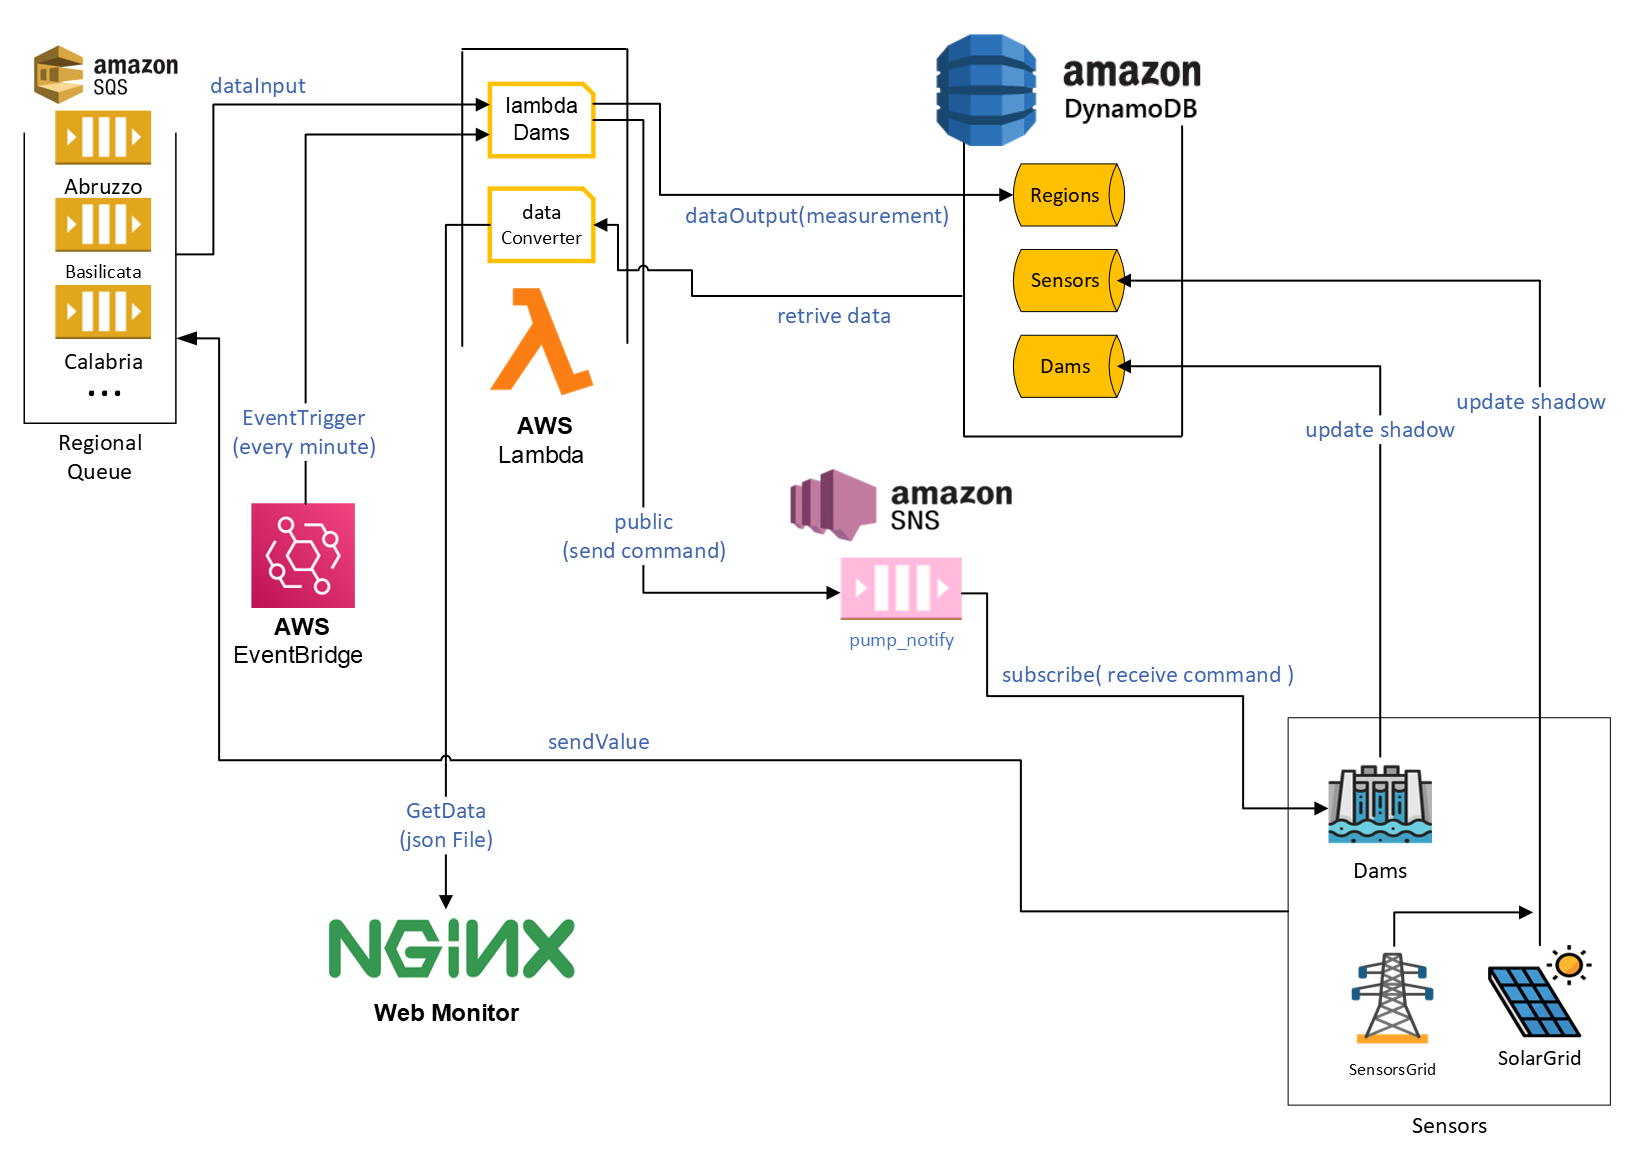 amazon
SQS
Abruzzo
Basilicata
Calabria
...
Regional
Queue
dataInput
EventTrigger
(every minute)
AWS
EventBridge
lambda
Dams
data
Converter
AWS
Lambda
amazon
DynamoDB
Regions
Sensors
Dams
dataOutput(measurement)
retrive data
update shadow
update shadow
public
(send command)
amazon
SNS
pump_notify
subscribe( receive command )
sendValue
GetData
(json File)
NGiNX
Web Monitor
Dams
SensorsGrid
SolarGrid
Sensors